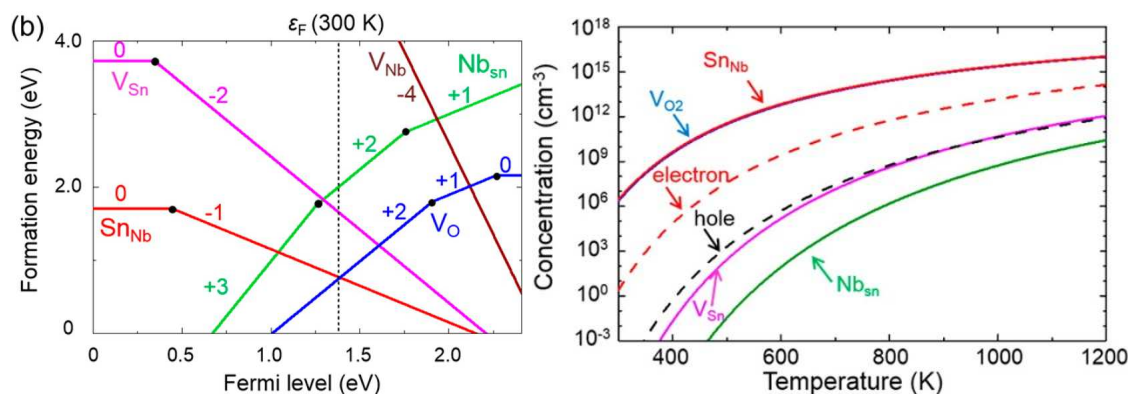 (b)
εF (300 K)
Formation energy (eV)
4.0
2.0
0
0
VSn
-2
0
SnNb
-1
+3
+2
+1
Nbsn
VNb
-4
+2
+1
0
VO
0
0.5
1.0
1.5
2.0
Fermi level (eV)
Concentration (cm-3)
10^18
10^15
10^12
10^9
10^6
10^3
10^0
10^-3
SnNb
VO2
electron
hole
VSn
Nbsn
400
600
800
1000
1200
Temperature (K)